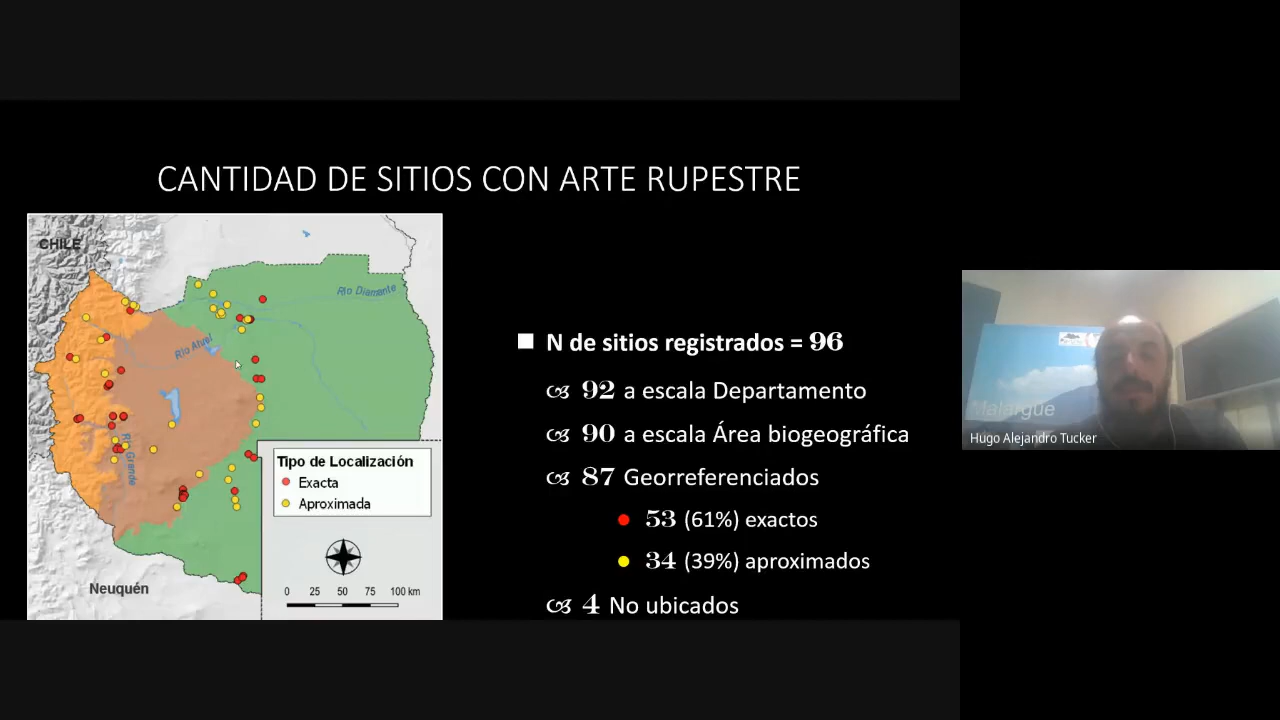 CANTIDAD DE SITIOS CON ARTE RUPESTRE
CHILE
Río Diamante
Río Atuel
Río Grande
Neuquén
Tipo de Localización
Exacta
Aproximada
0 25 50 75 100 km
N de sitios registrados = 96
92 a escala Departamento
90 a escala Área biogeográfica
87 Georreferenciados
53 (61%) exactos
34 (39%) aproximados
4 No ubicados
Malargüe
Hugo Alejandro Tucker